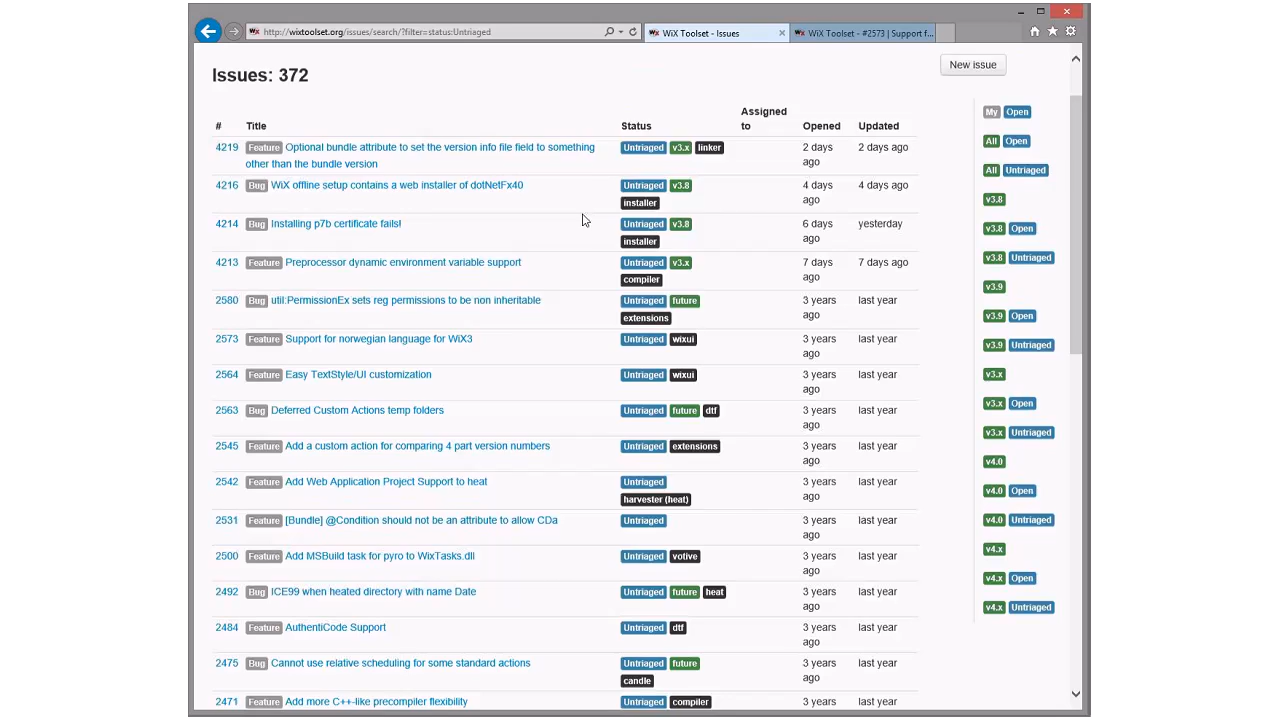 http://wixtoolset.org/issues/search/?filter=status:Untriaged
WiX Toolset - Issues
WiX Toolset - #2573 | Support f...
Issues: 372
New issue
# Title Status Assigned to Opened Updated
4219 Feature Optional bundle attribute to set the version info file field to something Untriaged v3.x linker 2 days 2 days ago
other than the bundle version ago
4216 Bug WiX offline setup contains a web installer of dotNetFx40 Untriaged v3.8 4 days 4 days ago
installer ago
4214 Bug Installing p7b certificate fails! Untriaged v3.8 6 days yesterday
installer ago
4213 Feature Preprocessor dynamic environment variable support Untriaged v3.x 7 days 7 days ago
compiler ago
2580 Bug util:PermissionEx sets reg permissions to be non inheritable Untriaged future 3 years last year
extensions ago
2573 Feature Support for norwegian language for WiX3 Untriaged wixui 3 years last year
ago
2564 Feature Easy TextStyle/UI customization Untriaged wixui 3 years last year
ago
2563 Bug Deferred Custom Actions temp folders Untriaged future dtf 3 years last year
ago
2545 Feature Add a custom action for comparing 4 part version numbers Untriaged extensions 3 years last year
ago
2542 Feature Add Web Application Project Support to heat Untriaged 3 years last year
harvester (heat) ago
2531 Feature [Bundle] @Condition should not be an attribute to allow CDa Untriaged 3 years last year
ago
2500 Feature Add MSBuild task for pyro to WixTasks.dll Untriaged votive 3 years last year
ago
2492 Bug ICE99 when heated directory with name Date Untriaged future heat 3 years last year
ago
2484 Feature AuthentiCode Support Untriaged dtf 3 years last year
ago
2475 Bug Cannot use relative scheduling for some standard actions Untriaged future 3 years last year
candle ago
2471 Feature Add more C++-like precompiler flexibility Untriaged compiler 3 years last year
My Open
All Open
All Untriaged
v3.8
v3.8 Open
v3.8 Untriaged
v3.9
v3.9 Open
v3.9 Untriaged
v3.x
v3.x Open
v3.x Untriaged
v4.0
v4.0 Open
v4.0 Untriaged
v4.x
v4.x Open
v4.x Untriaged